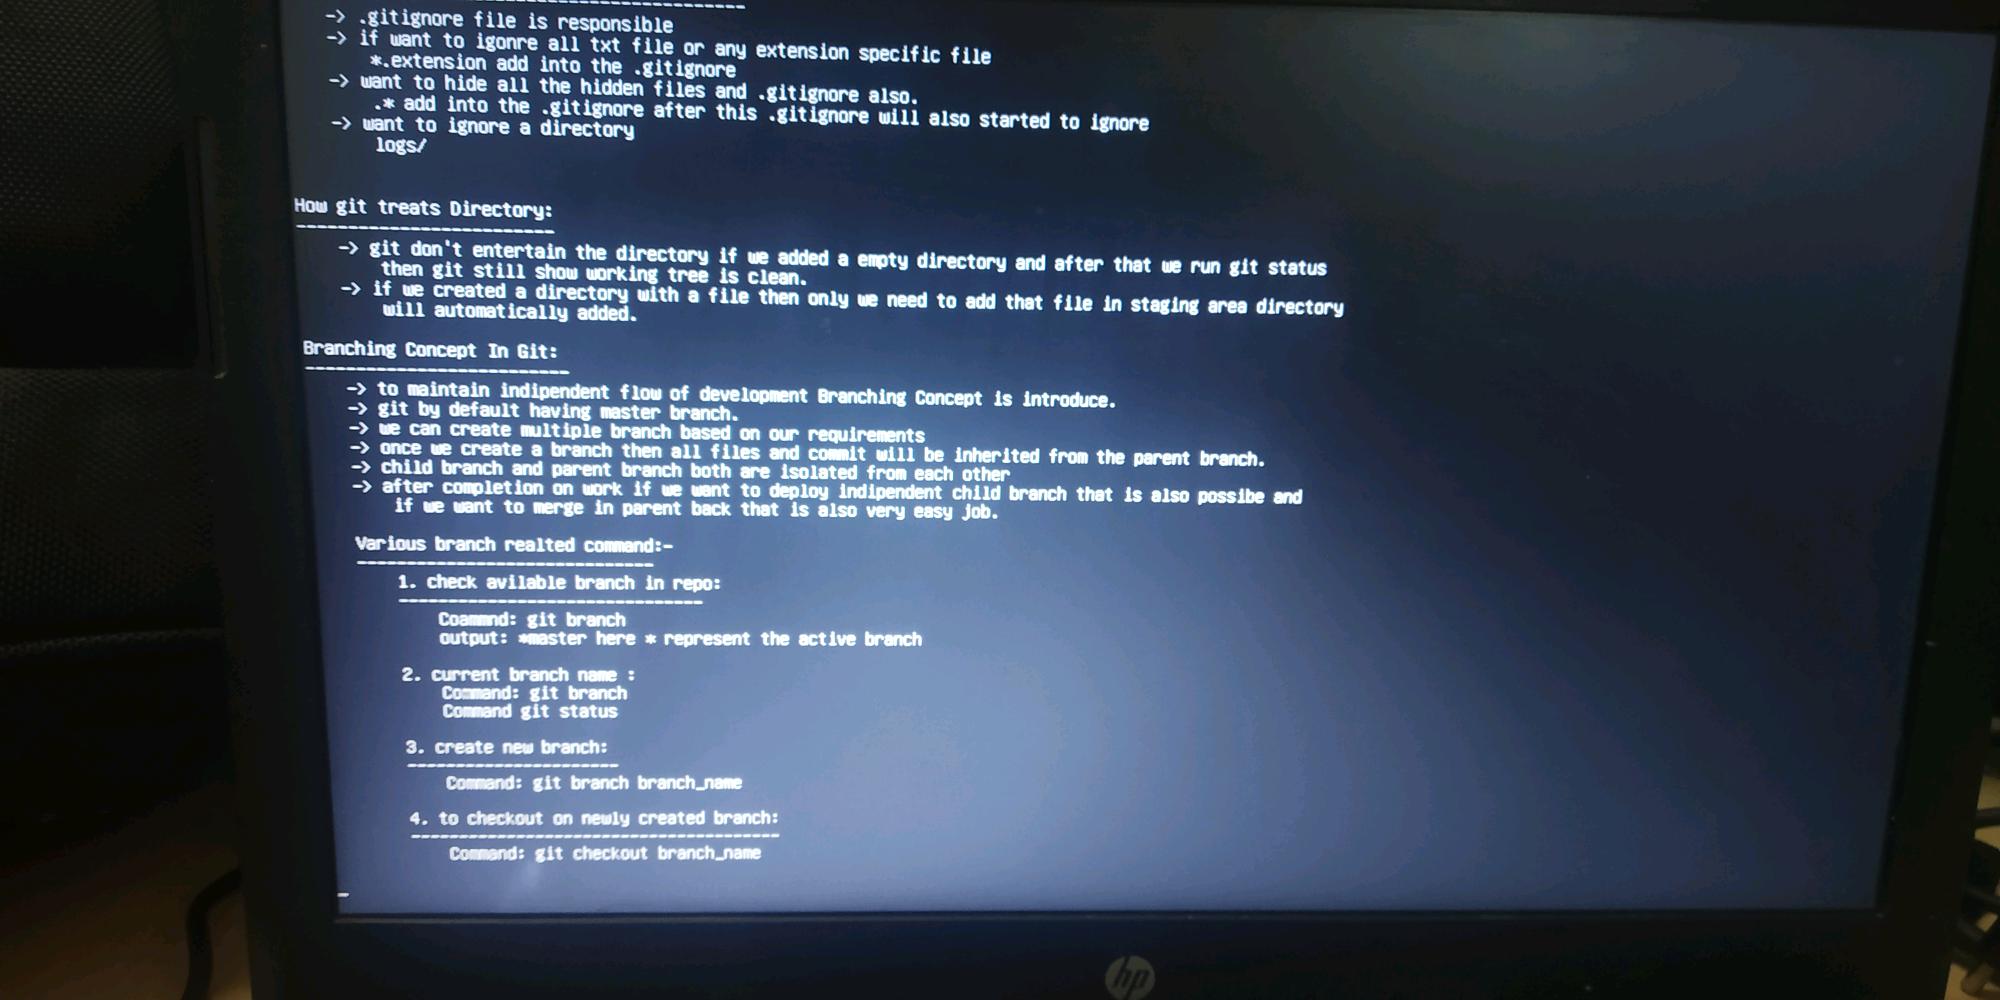 -> .gitignore file is responsible
-> if want to igonre all txt file or any extension specific file
*.extension add into the .gitignore
-> want to hide all the hidden files and .gitignore also.
.* add into the .gitignore after this .gitignore will also started to ignore
-> want to ignore a directory
logs/
How git treats Directory:
-------------------------
-> git don't entertain the directory if we added a empty directory and after that we run git status
then git still show working tree is clean.
-> if we created a directory with a file then only we need to add that file in staging area directory
will automatically added.
Branching Concept In Git:
-------------------------
-> to maintain indipendent flow of development Branching Concept is introduce.
-> git by default having master branch.
-> we can create multiple branch based on our requirements
-> once we create a branch then all files and commit will be inherited from the parent branch.
-> child branch and parent branch both are isolated from each other
-> after completion on work if we want to deploy indipendent child branch that is also possibe and
if we want to merge in parent back that is also very easy job.
Various branch realted command:-
-----------------------------
1. check avilable branch in repo:
-------------------------------
Coammnd: git branch
output: *master here * represent the active branch
2. current branch name :
Command: git branch
Command git status
3. create new branch:
----------------------
Command: git branch branch_name
4. to checkout on newly created branch:
--------------------------------------
Command: git checkout branch_name
hp